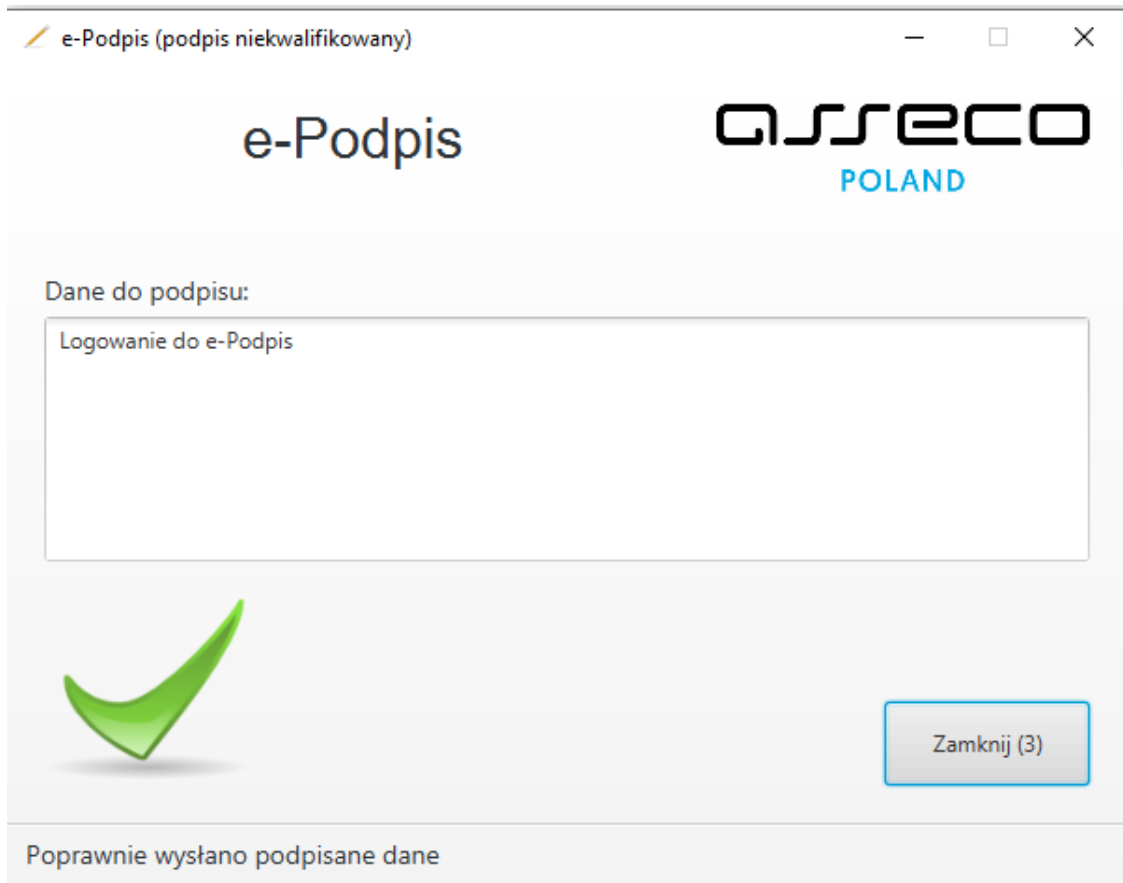 e-Podpis (podpis niekwalifikowany)
e-Podpis
asseco
POLAND
Dane do podpisu:
Logowanie do e-Podpis
Zamknij (3)
Poprawnie wysłano podpisane dane